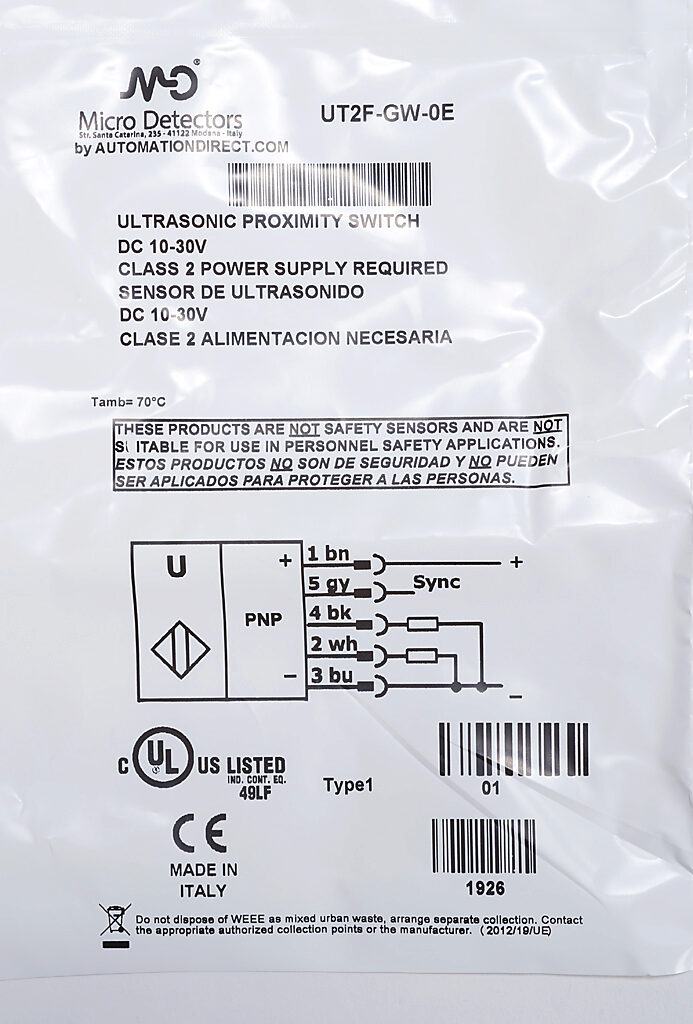 MD®
Micro Detectors
Str. Santa Caterina, 235 - 41122 Modena - Italy
by AUTOMATIONDIRECT.COM
UT2F-GW-0E
ULTRASONIC PROXIMITY SWITCH
DC 10-30V
CLASS 2 POWER SUPPLY REQUIRED
SENSOR DE ULTRASONIDO
DC 10-30V
CLASE 2 ALIMENTACION NECESARIA
Tamb= 70°C
THESE PRODUCTS ARE NOT SAFETY SENSORS AND ARE NOT
SUITABLE FOR USE IN PERSONNEL SAFETY APPLICATIONS.
ESTOS PRODUCTOS NO SON DE SEGURIDAD Y NO PUEDEN
SER APLICADOS PARA PROTEGER A LAS PERSONAS.
U
PNP
+ 1 bn +
5 gy Sync
4 bk
2 wh
– 3 bu –
C UL US LISTED
IND. CONT. EQ.
49LF
Type1
01
CE
MADE IN
ITALY
1926
Do not dispose of WEEE as mixed urban waste, arrange separate collection. Contact
the appropriate authorized collection points or the manufacturer. (2012/19/UE)